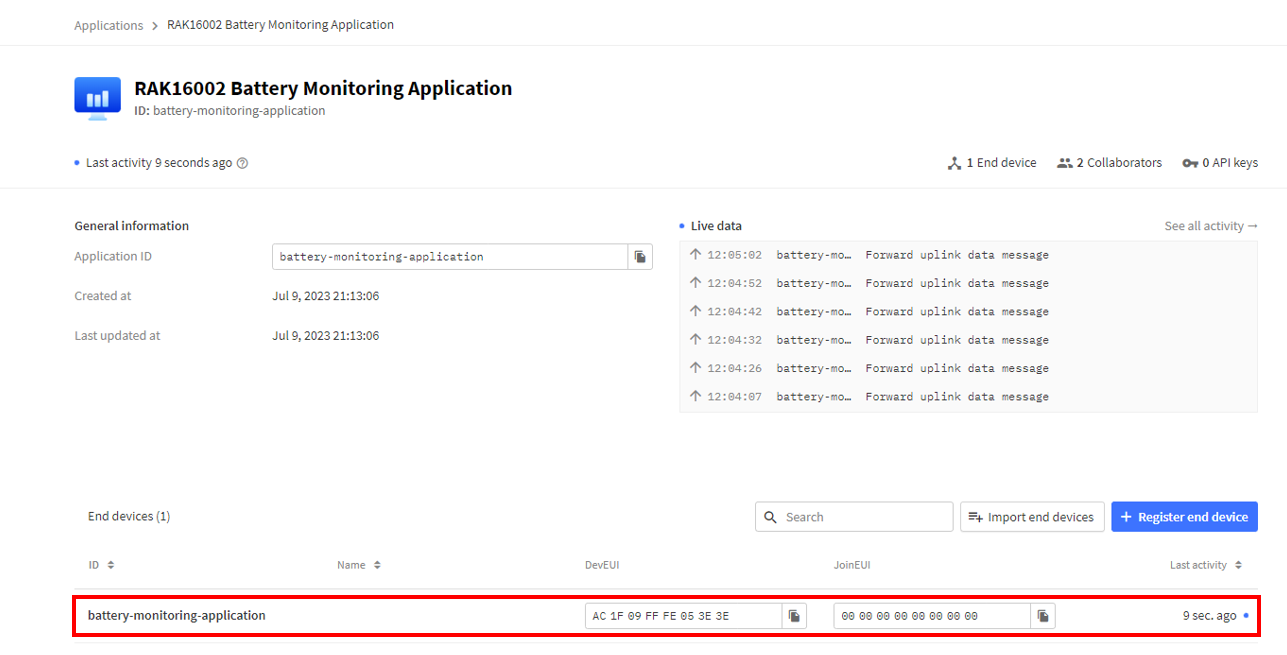 Applications > RAK16002 Battery Monitoring Application
RAK16002 Battery Monitoring Application
ID: battery-monitoring-application
Last activity 9 seconds ago
1 End device 2 Collaborators 0 API keys
General information
Application ID battery-monitoring-application
Created at Jul 9, 2023 21:13:06
Last updated at Jul 9, 2023 21:13:06
Live data See all activity →
↑ 12:05:02 battery-mo… Forward uplink data message
↑ 12:04:52 battery-mo… Forward uplink data message
↑ 12:04:42 battery-mo… Forward uplink data message
↑ 12:04:32 battery-mo… Forward uplink data message
↑ 12:04:26 battery-mo… Forward uplink data message
↑ 12:04:07 battery-mo… Forward uplink data message
End devices (1) Search Import end devices + Register end device
ID Name DevEUI JoinEUI Last activity
battery-monitoring-application AC 1F 09 FF FE 05 3E 3E 00 00 00 00 00 00 00 00 9 sec. ago